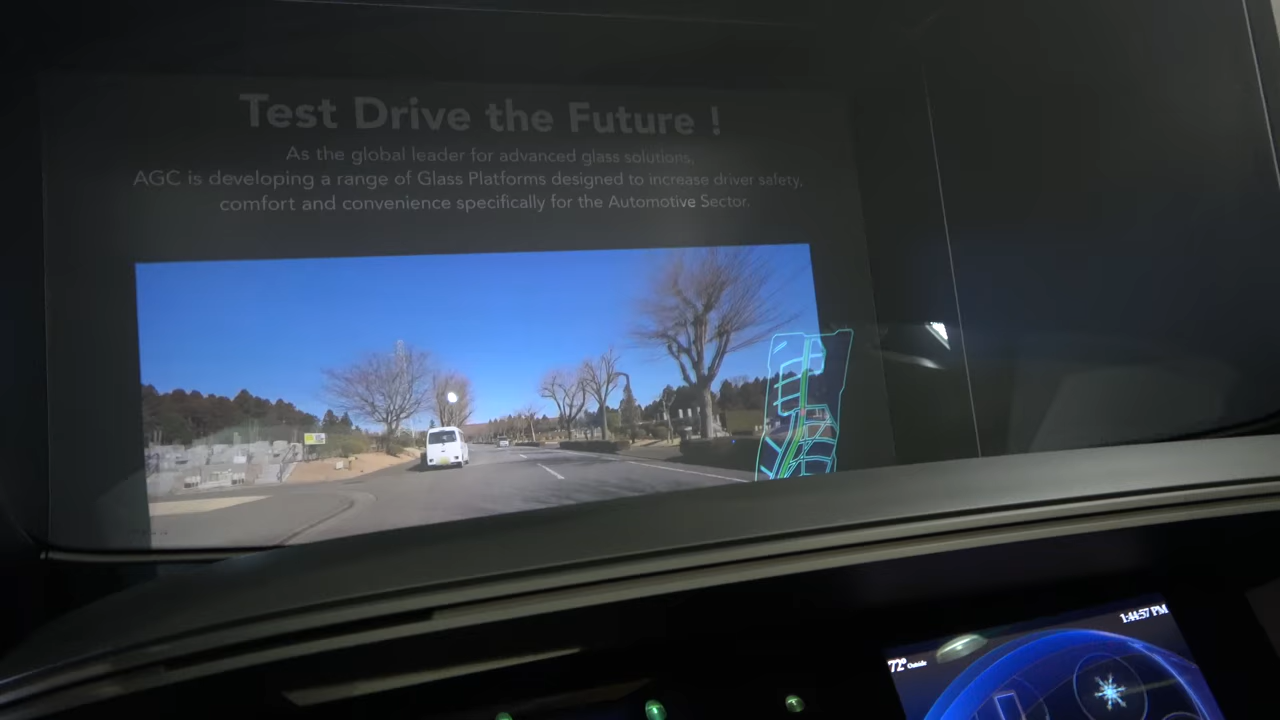 Test Drive the Future !
As the global leader for advanced glass solutions,
AGC is developing a range of Glass Platforms designed to increase driver safety,
comfort and convenience specifically for the Automotive Sector.
1:44:57 PM
72° Outside